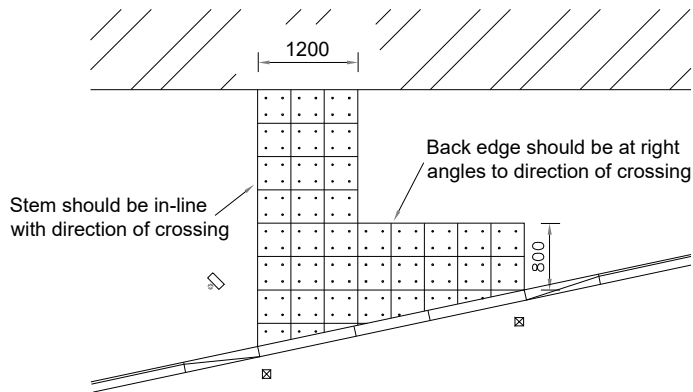 1200
Back edge should be at right
angles to direction of crossing
Stem should be in-line
with direction of crossing
800